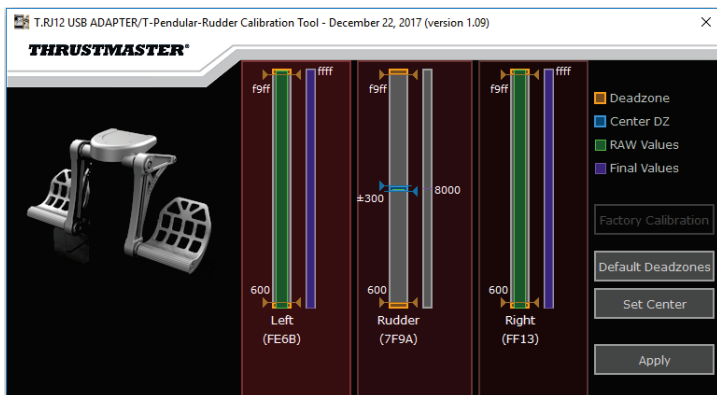 T.RJ12 USB ADAPTER/T-Pendular-Rudder Calibration Tool - December 22, 2017 (version 1.09)
THRUSTMASTER®
ffff
f9ff
600
Left
(FE6B)
f9ff
±300
8000
600
Rudder
(7F9A)
ffff
f9ff
600
Right
(FF13)
Deadzone
Center DZ
RAW Values
Final Values
Factory Calibration
Default Deadzones
Set Center
Apply